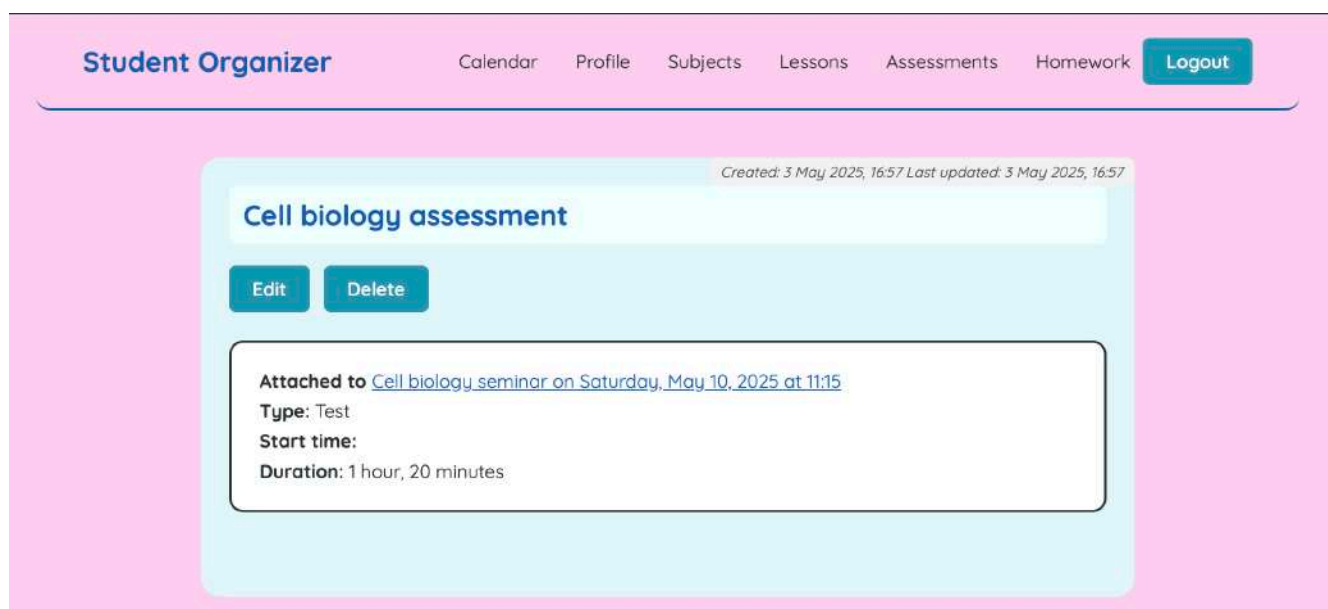 Student Organizer Calendar Profile Subjects Lessons Assessments Homework Logout
Created: 3 May 2025, 16:57 Last updated: 3 May 2025, 16:57
Cell biology assessment
Edit Delete
Attached to Cell biology seminar on Saturday, May 10, 2025 at 11:15
Type: Test
Start time:
Duration: 1 hour, 20 minutes